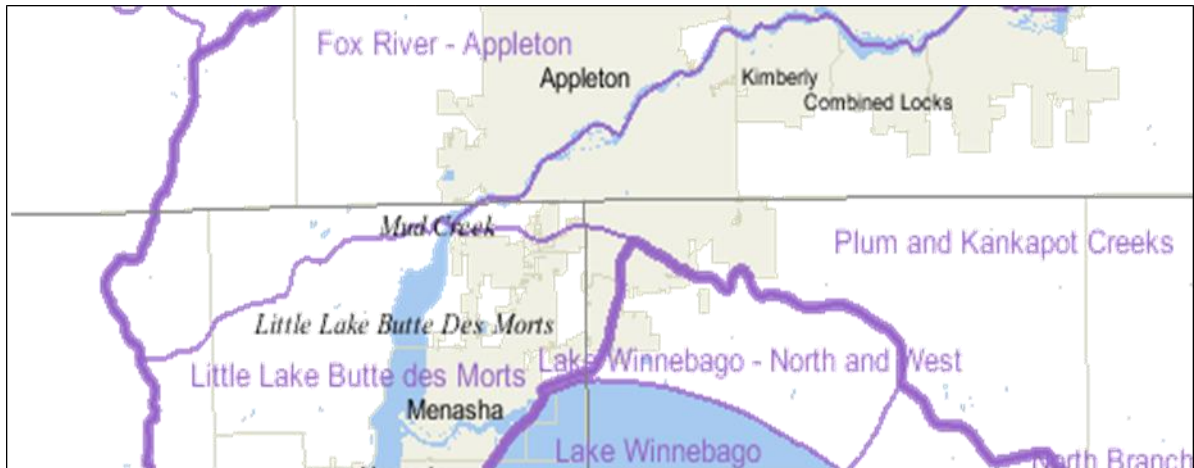 Fox River - Appleton
Appleton
Kimberly
Combined Locks
Mud Creek
Plum and Kankapot Creeks
Little Lake Butte Des Morts
Lake Winnebago - North and West
Little Lake Butte des Morts
Menasha
Lake Winnebago
North Branch